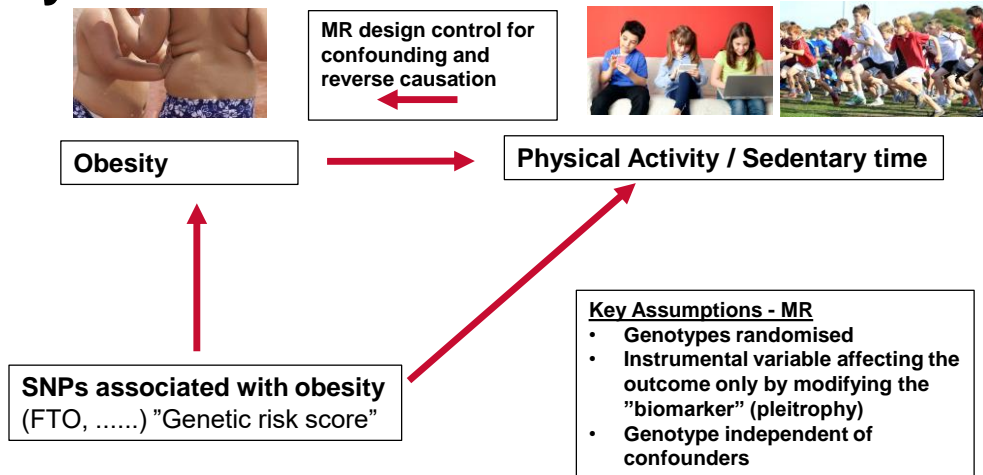 MR design control for
confounding and
reverse causation
Obesity
Physical Activity / Sedentary time
SNPs associated with obesity
(FTO, ......) ”Genetic risk score”
Key Assumptions - MR
• Genotypes randomised
• Instrumental variable affecting the
outcome only by modifying the
”biomarker” (pleitrophy)
• Genotype independent of
confounders